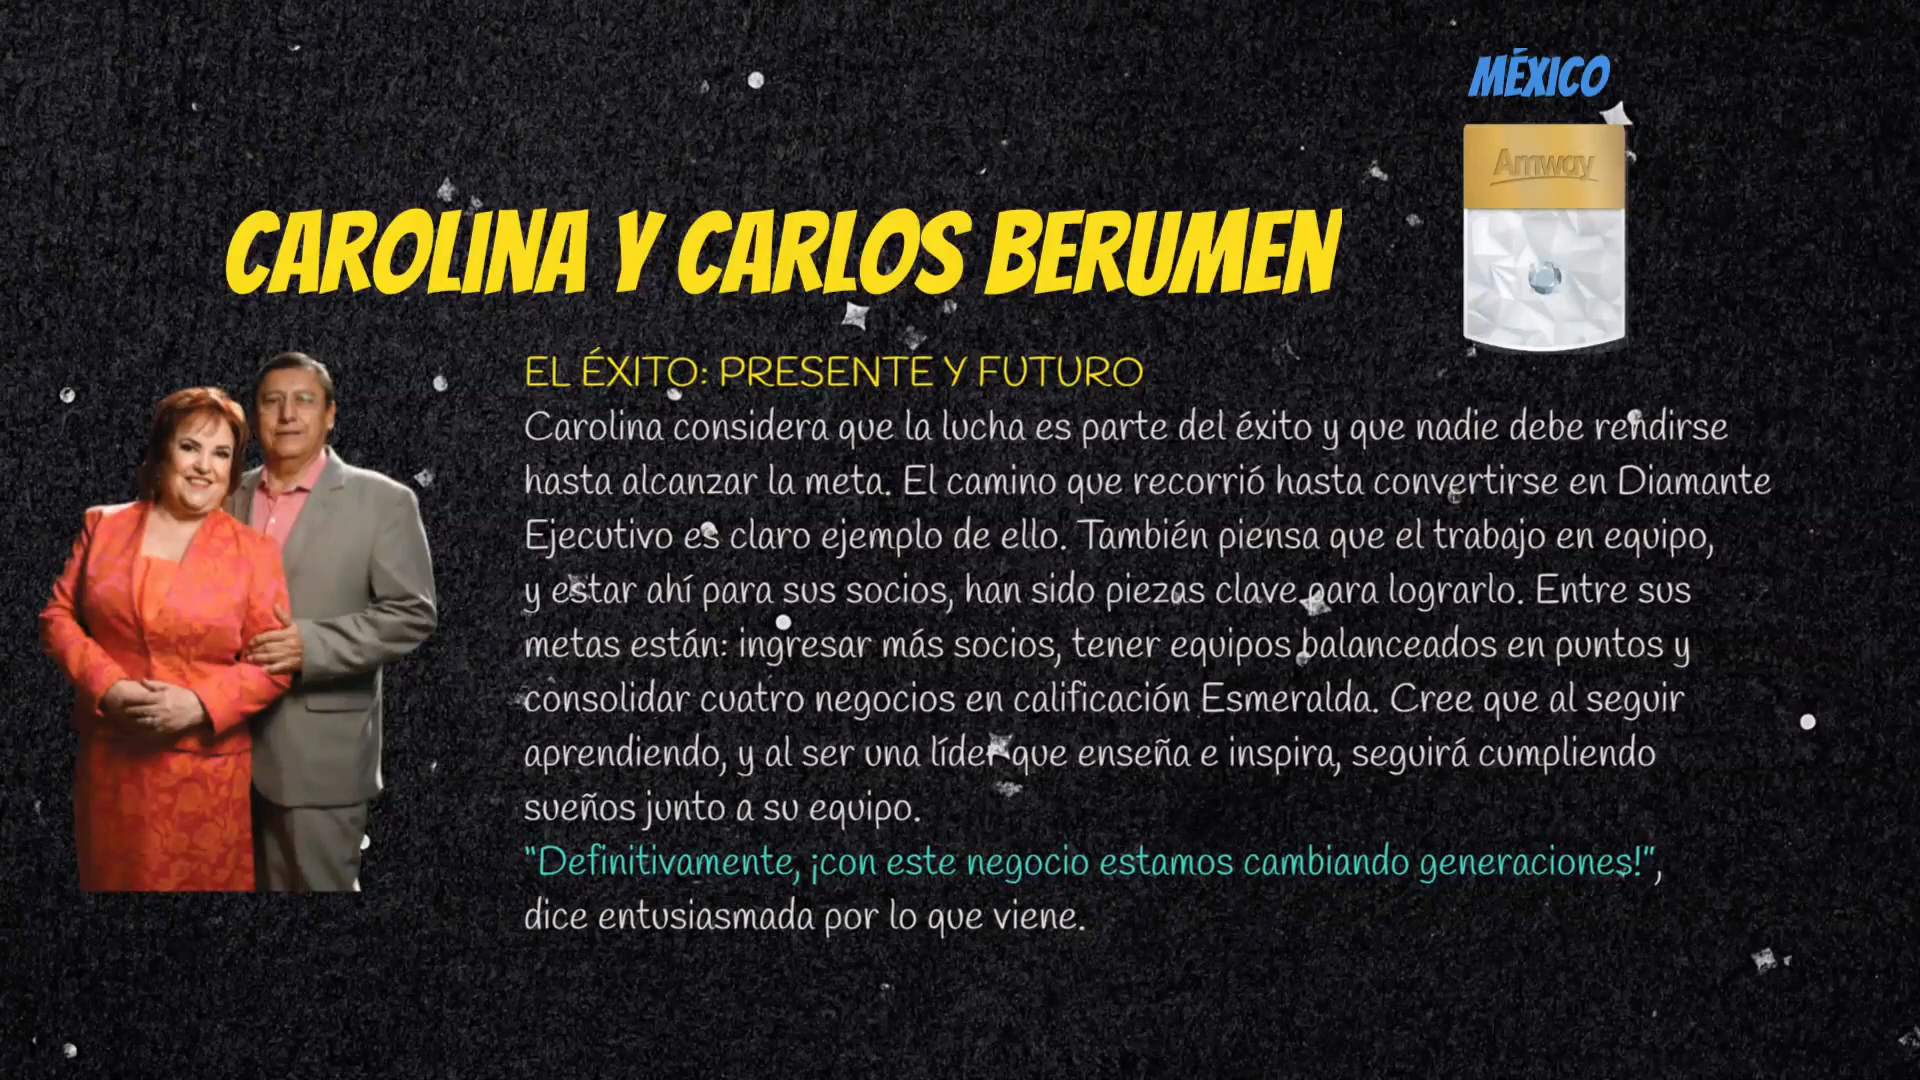 MÉXICO
Amway
CAROLINA Y CARLOS BERUMEN
EL ÉXITO: PRESENTE Y FUTURO
Carolina considera que la lucha es parte del éxito y que nadie debe rendirse
hasta alcanzar la meta. El camino que recorrió hasta convertirse en Diamante
Ejecutivo es claro ejemplo de ello. También piensa que el trabajo en equipo,
y estar ahí para sus socios, han sido piezas clave para lograrlo. Entre sus
metas están: ingresar más socios, tener equipos balanceados en puntos y
consolidar cuatro negocios en calificación Esmeralda. Cree que al seguir
aprendiendo, y al ser una líder que enseña e inspira, seguirá cumpliendo
sueños junto a su equipo.
"Definitivamente, ¡con este negocio estamos cambiando generaciones!",
dice entusiasmada por lo que viene.